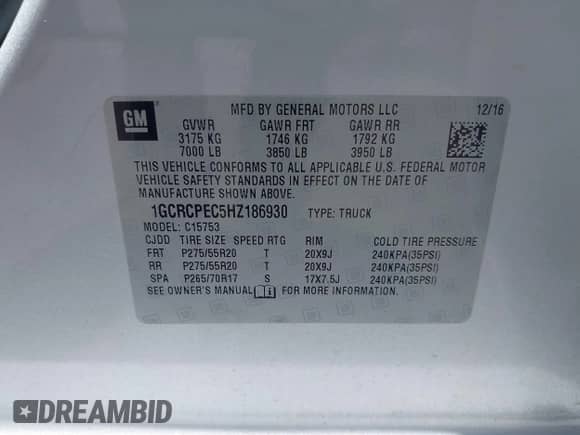 GM
MFD BY GENERAL MOTORS LLC 12/16
GVWR GAWR FRT GAWR RR
3175 KG 1746 KG 1792 KG
7000 LB 3850 LB 3950 LB
THIS VEHICLE CONFORMS TO ALL APPLICABLE U.S. FEDERAL MOTOR
VEHICLE SAFETY STANDARDS IN EFFECT ON THE DATE OF
MANUFACTURE SHOWN ABOVE.
1GCRCPEC5HZ186930 TYPE: TRUCK
MODEL: C15753
CJDD TIRE SIZE SPEED RTG RIM COLD TIRE PRESSURE
FRT P275/55R20 T 20X9J 240KPA(35PSI)
RR P275/55R20 T 20X9J 240KPA(35PSI)
SPA P265/70R17 S 17X7.5J 240KPA(35PSI)
SEE OWNER'S MANUAL FOR MORE INFORMATION.
DREAMBID